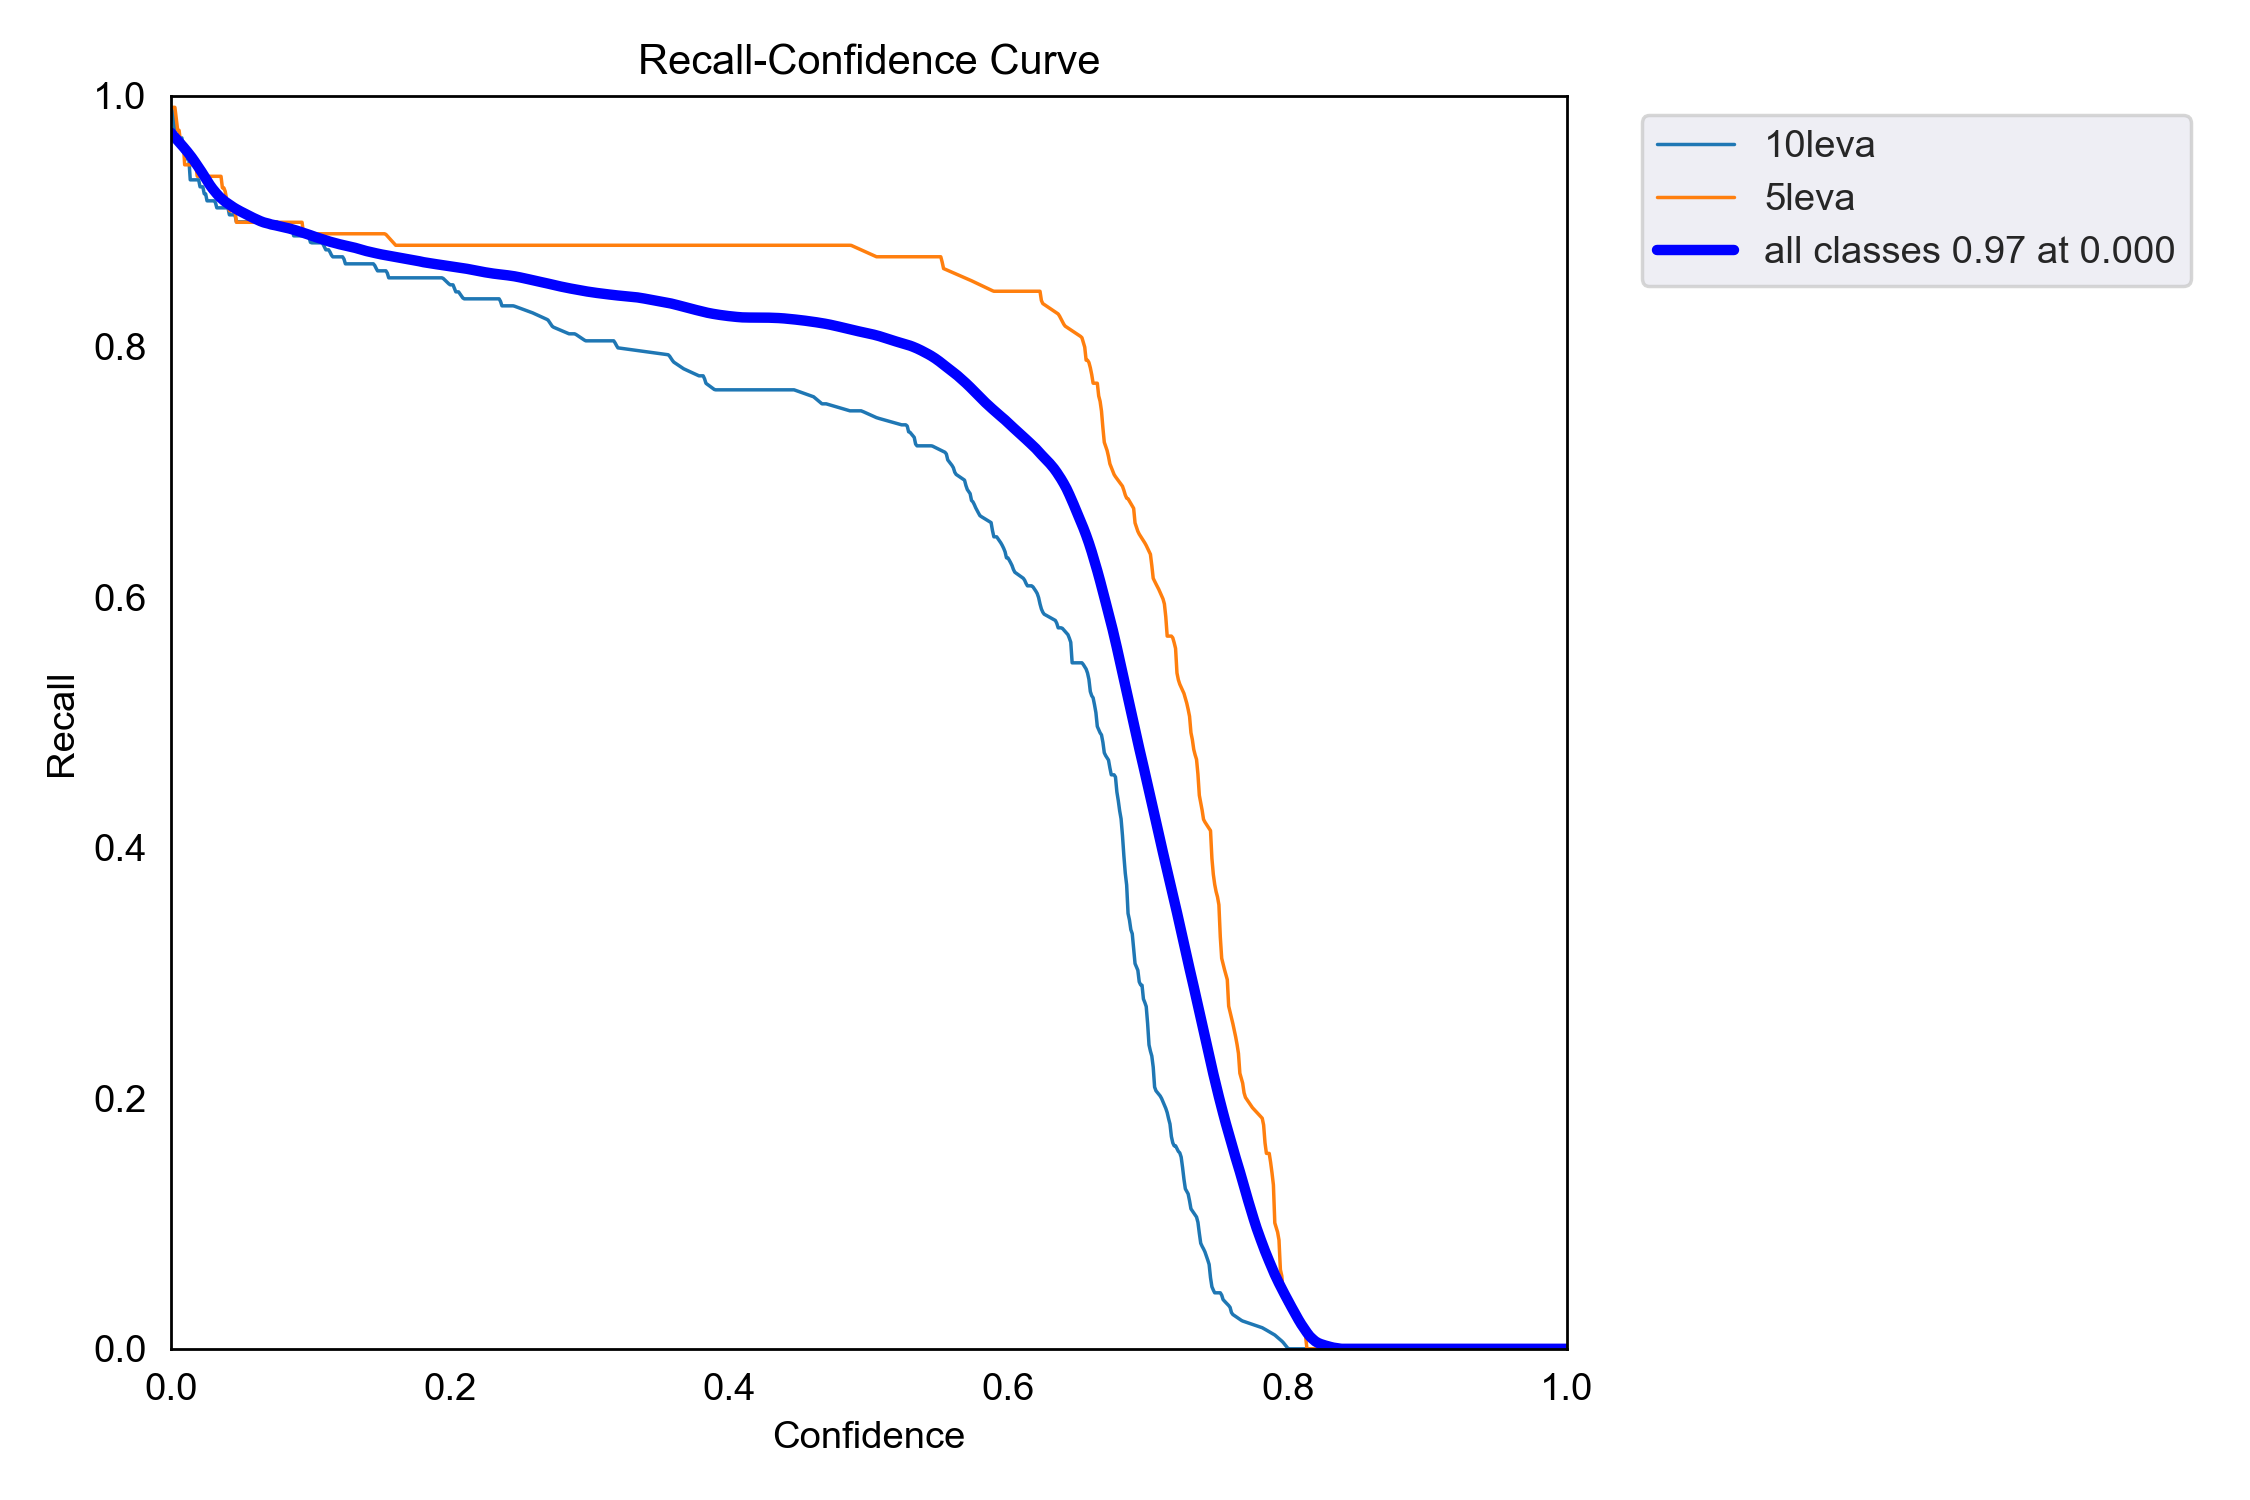 Recall-Confidence Curve
1.0
0.8
0.6
0.4
0.2
0.0
Recall
0.0 0.2 0.4 0.6 0.8 1.0
Confidence
10leva
5leva
all classes 0.97 at 0.000